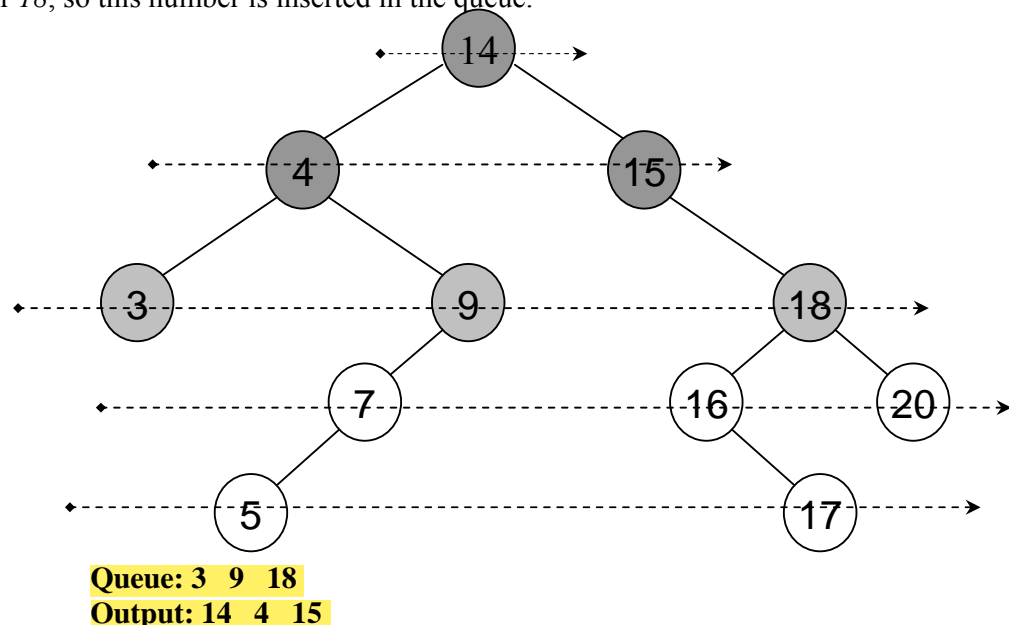 18, so this number is inserted in the queue.
14
4 15
3 9 18
7 16 20
5 17
Queue: 3 9 18
Output: 14 4 15